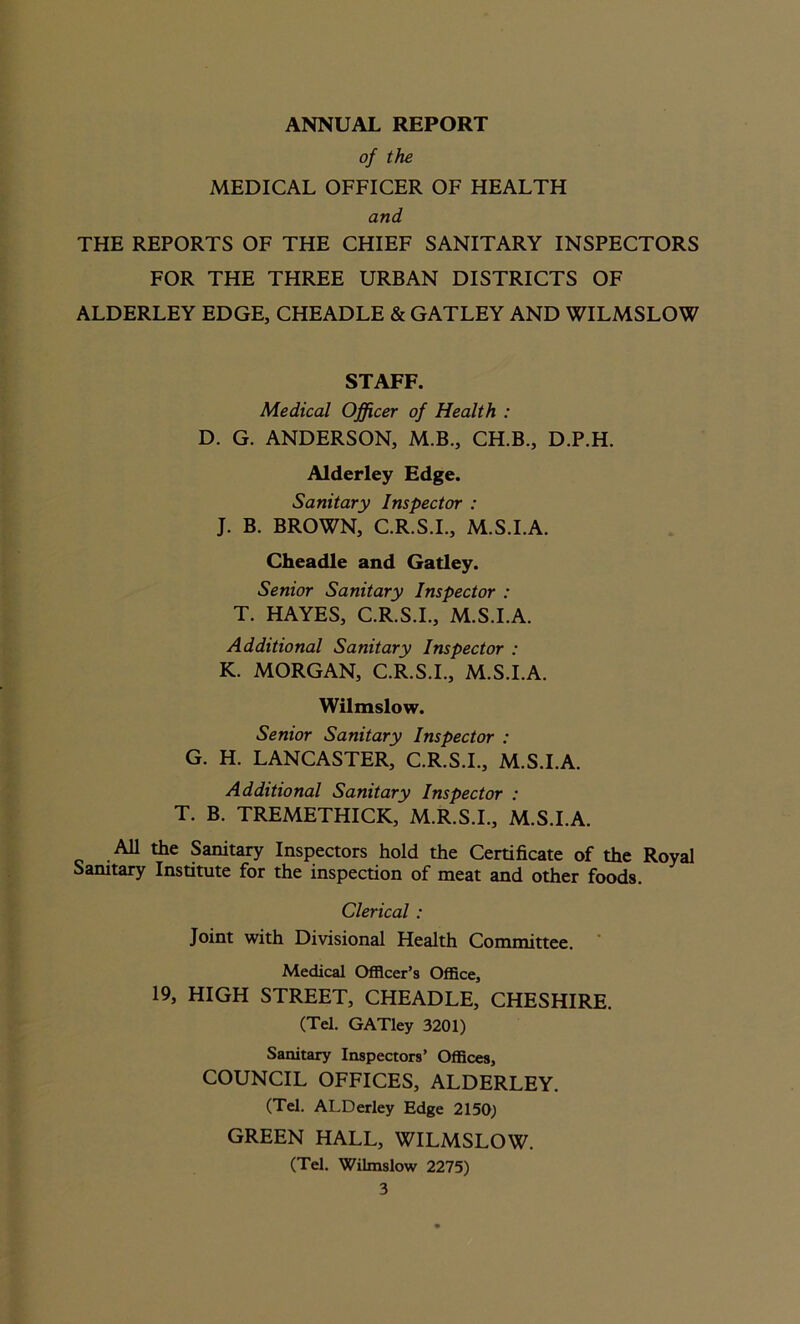 ANNUAL REPORT
of the
MEDICAL OFFICER OF HEALTH
and
THE REPORTS OF THE CHIEF SANITARY INSPECTORS
FOR THE THREE URBAN DISTRICTS OF
ALDERLEY EDGE, CHEADLE & GATLEY AND WILMSLOW
STAFF.
Medical Officer of Health :
D. G. ANDERSON, M.B., CH.B., D.P.H.
Alderley Edge.
Sanitary Inspector :
J. B. BROWN, C.R.S.I., M.S.I.A.
Cheadle and Gatley.
Senior Sanitary Inspector :
T. HAYES, C.R.S.I., M.S.I.A.
Additional Sanitary Inspector :
K. MORGAN, C.R.S.I., M.S.I.A.
Wilmslow.
Senior Sanitary Inspector :
G. H. LANCASTER, C.R.S.I., M.S.I.A.
Additional Sanitary Inspector :
T. B. TREMETHICK, M.R.S.I., M.S.I.A.
All the Sanitary Inspectors hold the Certificate of the Royal
Sanitary Institute for the inspection of meat and other foods.
Clerical :
Joint with Divisional Health Committee.
Medical Officer's Office,
19, HIGH STREET, CHEADLE, CHESHIRE.
(Tel. GATley 3201)
Sanitary Inspectors' Offices,
COUNCIL OFFICES, ALDERLEY.
(Tel. ALDerley Edge 2150)
GREEN HALL, WILMSLOW.
(Tel. Wilmslow 2275)
3